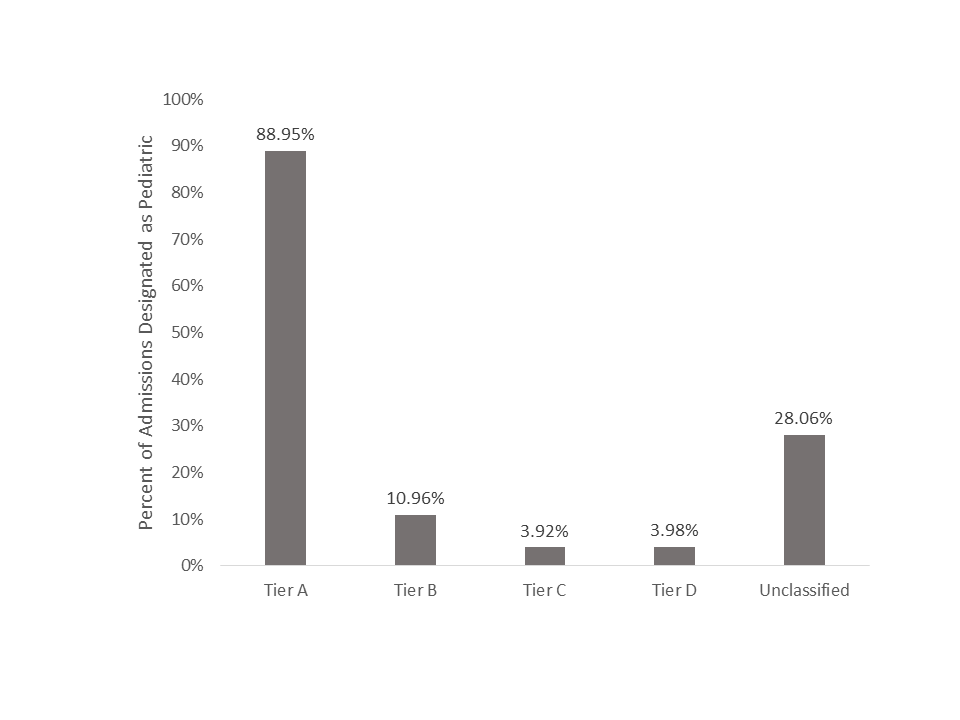 Percent of Admissions Designated as Pediatric
100%
90%
80%
70%
60%
50%
40%
30%
20%
10%
0%
88.95%
10.96%
3.92%
3.98%
28.06%
Tier A
Tier B
Tier C
Tier D
Unclassified